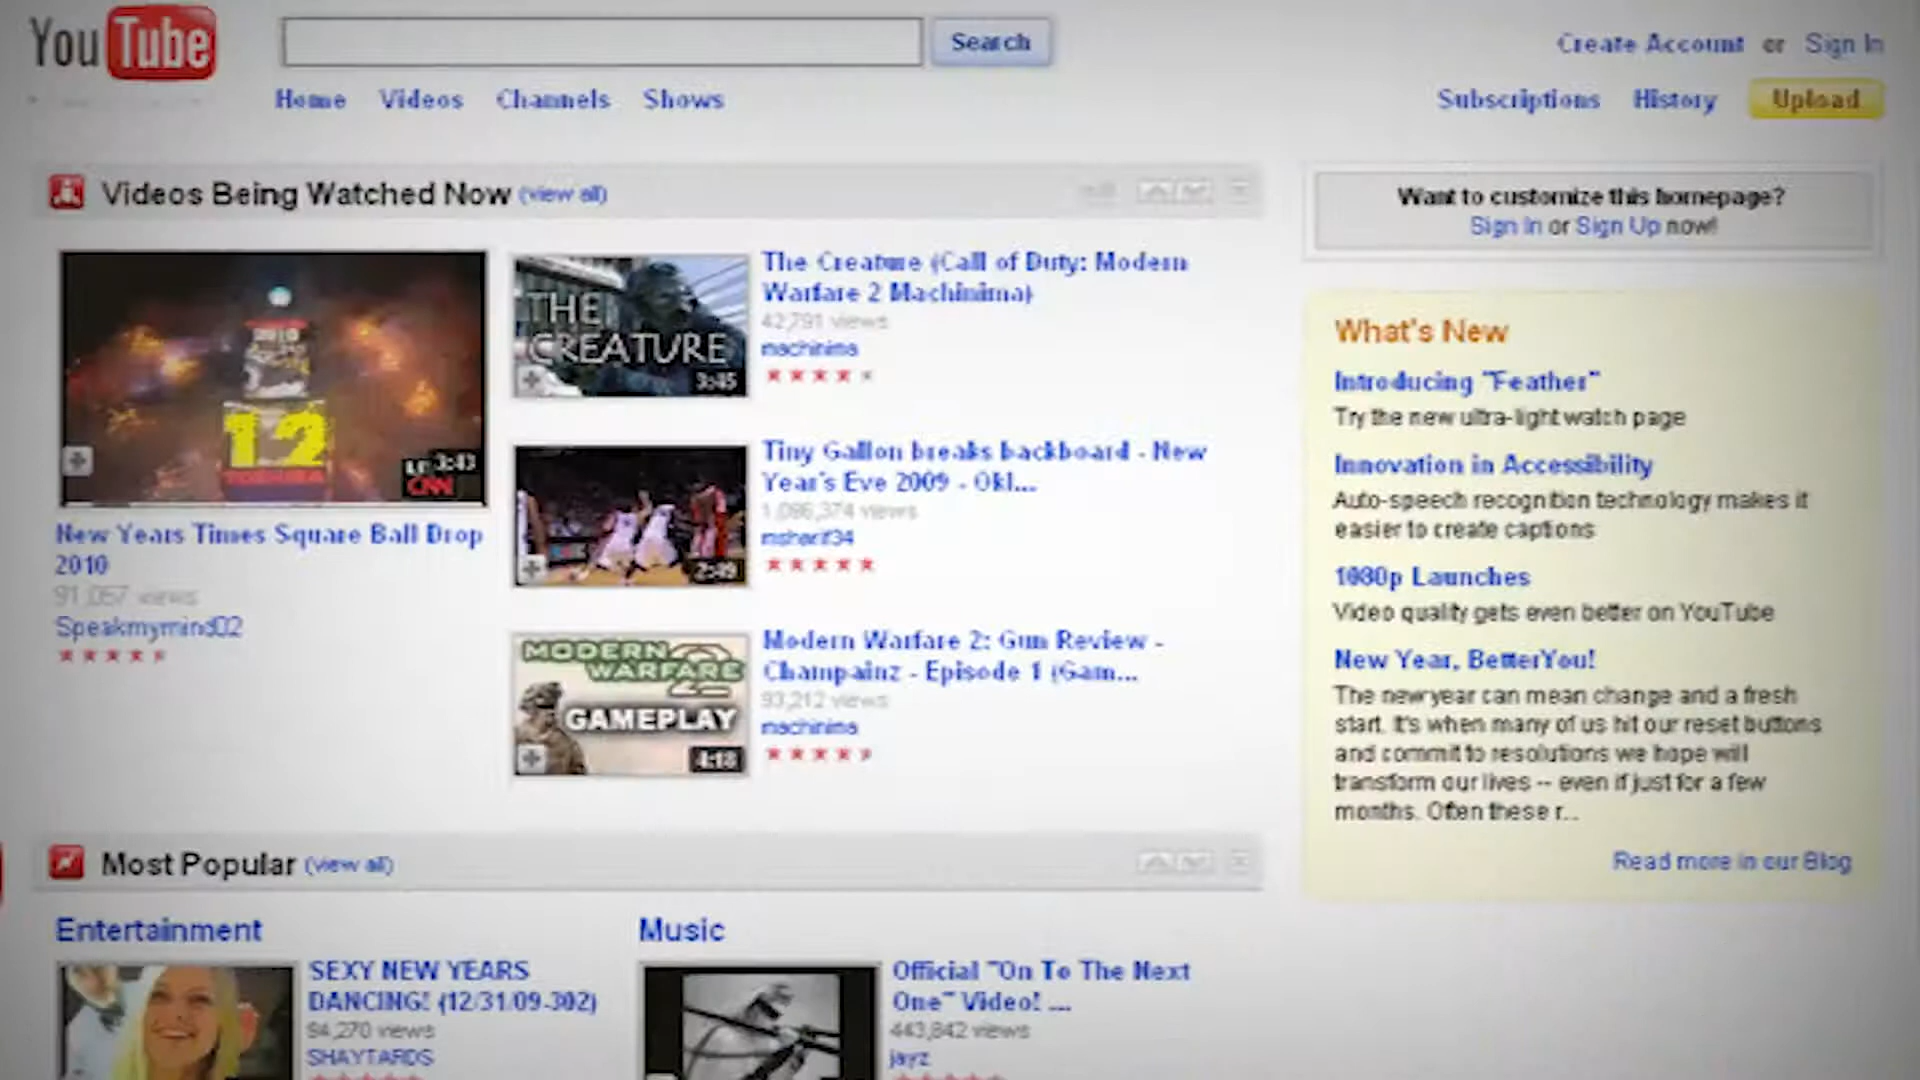 YouTube
Search
Create Account or Sign In
Home Videos Channels Shows
Subscriptions History Upload
Videos Being Watched Now (view all)
THE
CREATURE
3:45
The Creature (Call of Duty: Modern
Warfare 2 Machinima)
42,791 views
machinima
12
TOSHIBA
3:43
CNN
New Years Times Square Ball Drop
2010
91,057 views
Speakmymind02
2:49
Tiny Gallon breaks backboard - New
Year's Eve 2009 - Okl...
1,086,374 views
msherif34
MODERN
WARFARE
2
GAMEPLAY
4:18
Modern Warfare 2: Gun Review -
Champainz - Episode 1 (Gam...
93,212 views
machinima
Want to customize this homepage?
Sign In or Sign Up now!
What's New
Introducing "Feather"
Try the new ultra-light watch page
Innovation in Accessibility
Auto-speech recognition technology makes it
easier to create captions
1080p Launches
Video quality gets even better on YouTube
New Year, BetterYou!
The new year can mean change and a fresh
start. It's when many of us hit our reset buttons
and commit to resolutions we hope will
transform our lives -- even if just for a few
months. Often these r...
Read more in our Blog
Most Popular (view all)
Entertainment
SEXY NEW YEARS
DANCING! (12/31/09-302)
94,270 views
SHAYTARDS
Music
Official "On To The Next
One" Video! ...
443,842 views
jayz